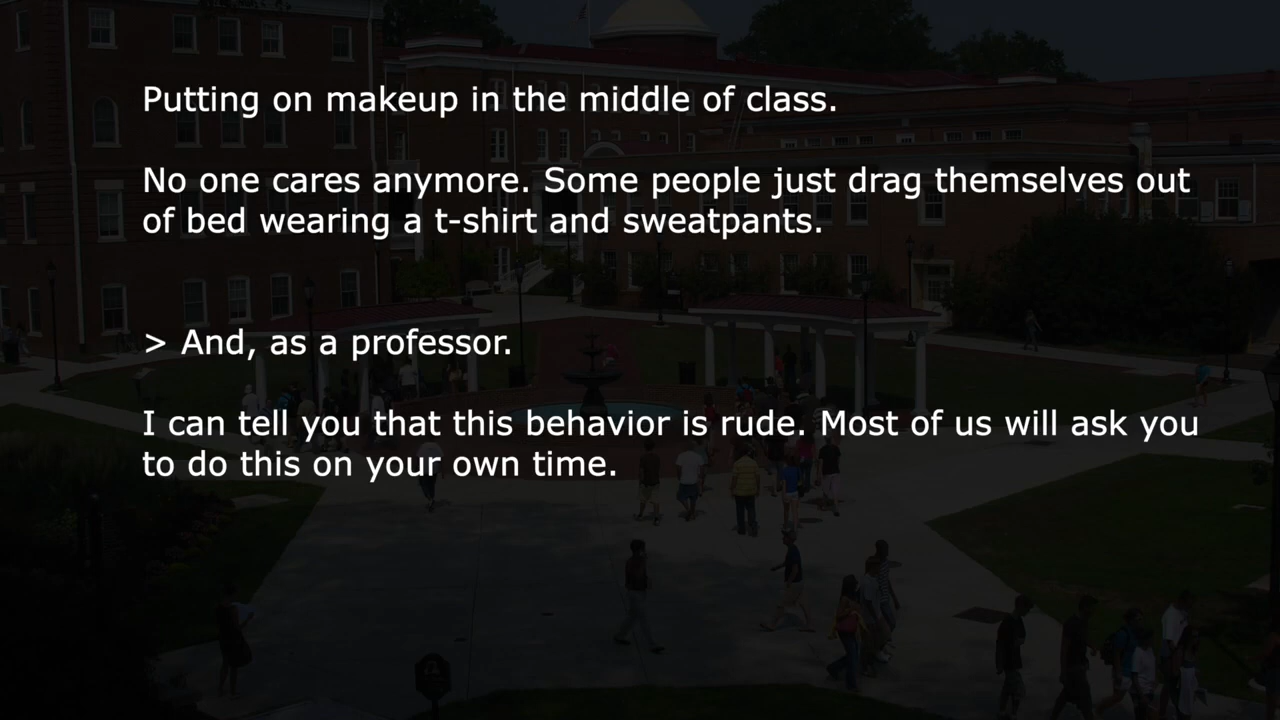 Putting on makeup in the middle of class.
No one cares anymore. Some people just drag themselves out
of bed wearing a t-shirt and sweatpants.
> And, as a professor.
I can tell you that this behavior is rude. Most of us will ask you
to do this on your own time.